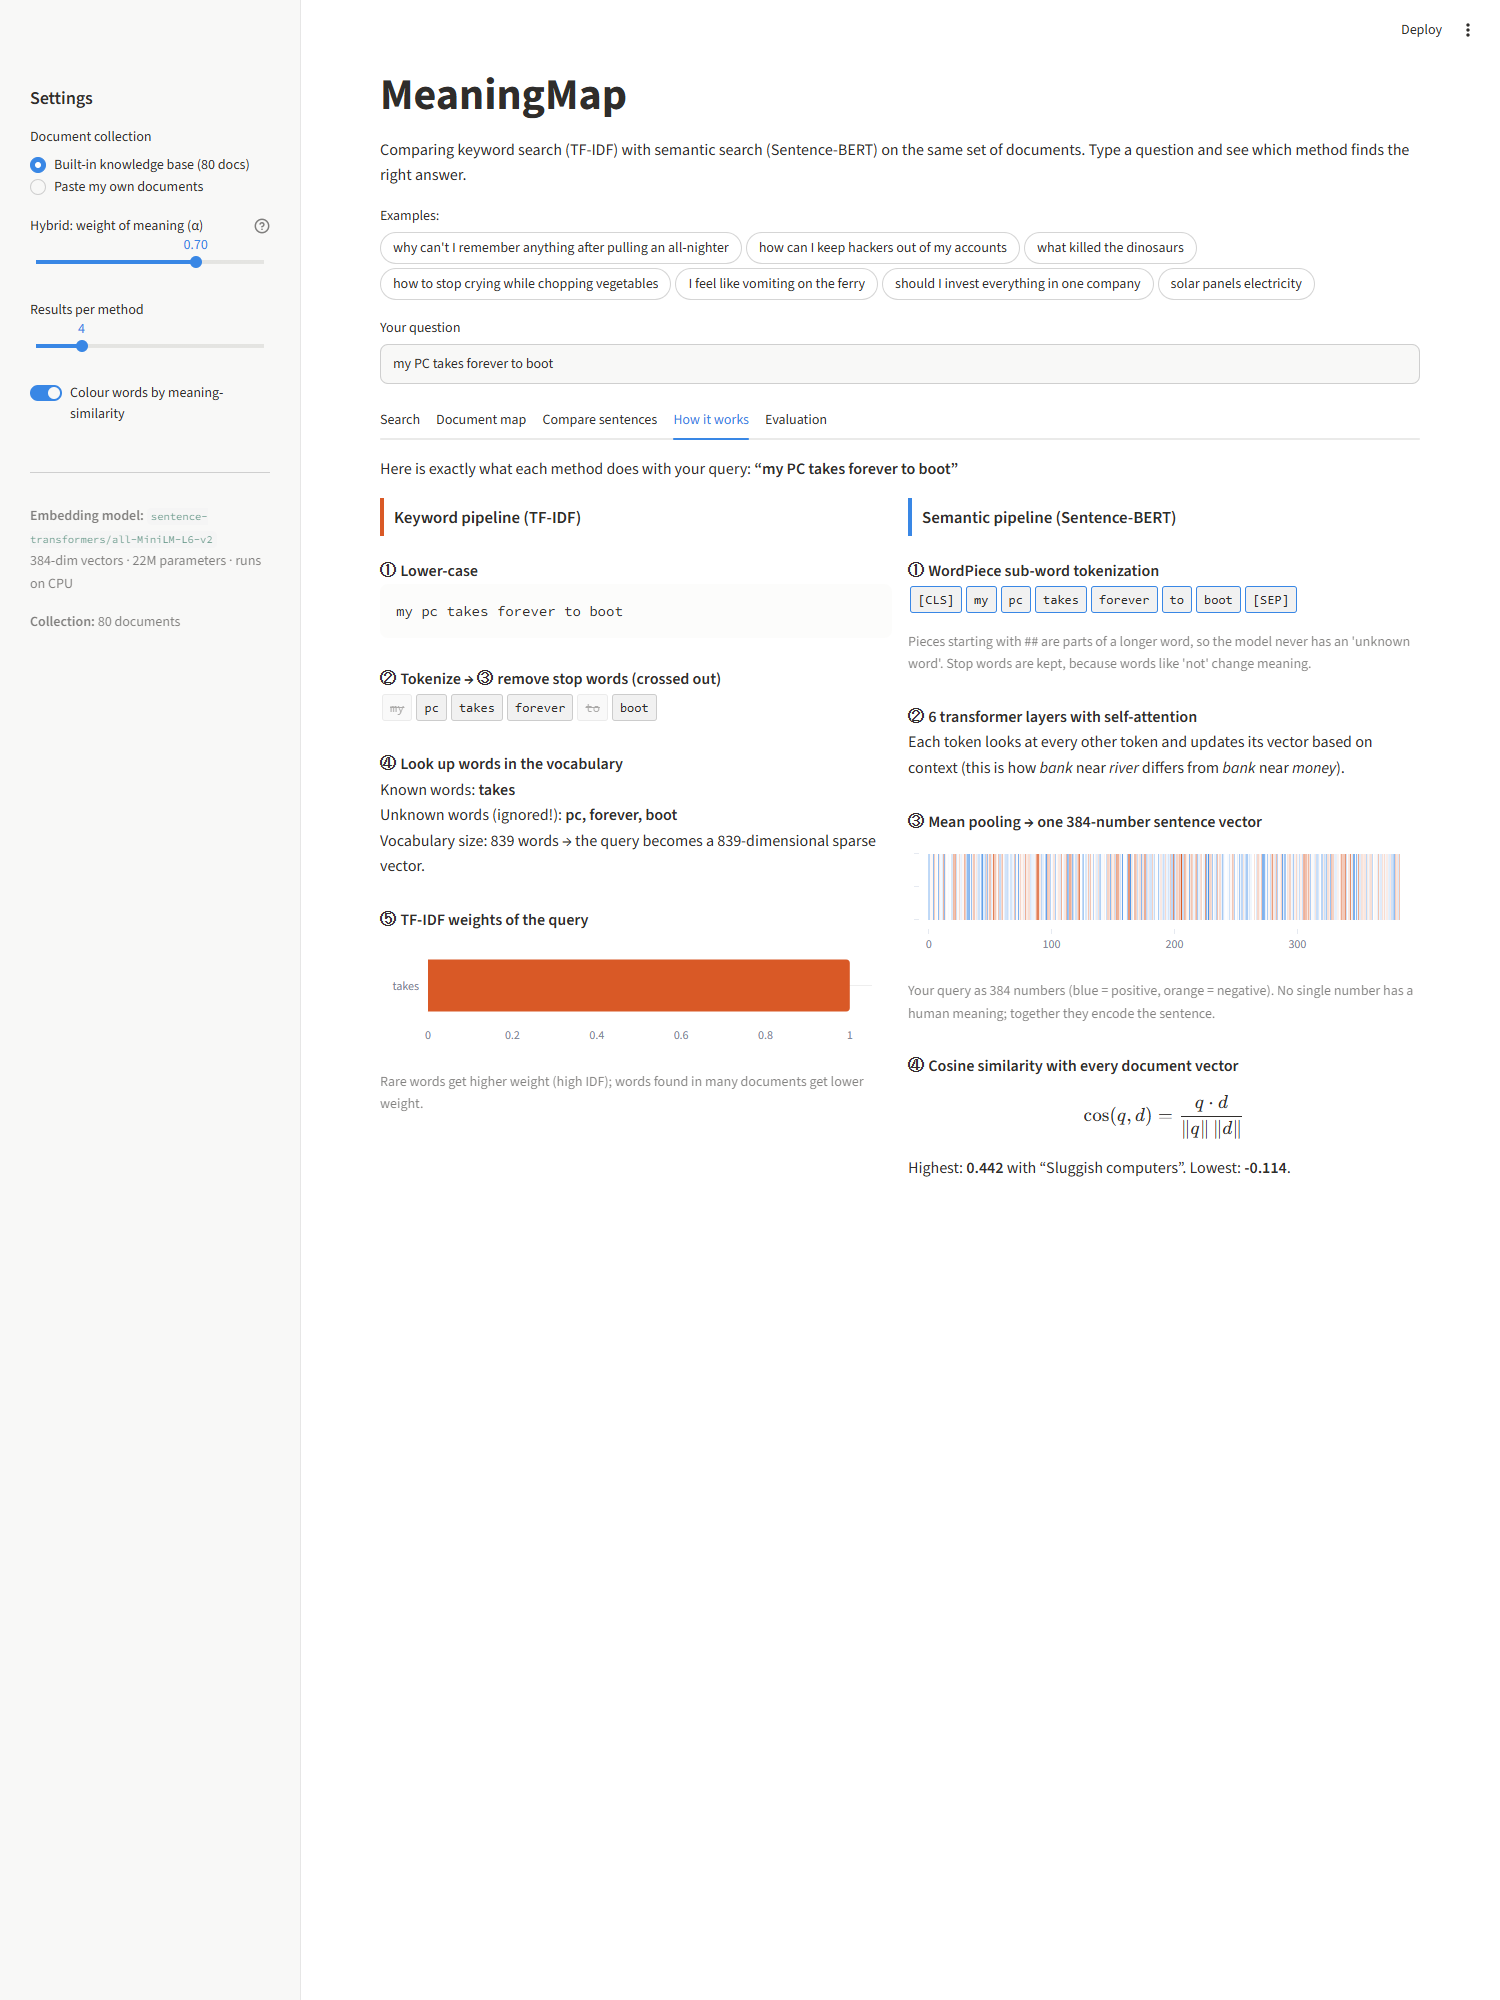 Deploy
Settings
Document collection
Built-in knowledge base (80 docs)
Paste my own documents
Hybrid: weight of meaning (α)
0.70
Results per method
4
Colour words by meaning-
similarity
Embedding model: sentence-
transformers/all-MiniLM-L6-v2
384-dim vectors · 22M parameters · runs
on CPU
Collection: 80 documents
MeaningMap
Comparing keyword search (TF-IDF) with semantic search (Sentence-BERT) on the same set of documents. Type a question and see which method finds the
right answer.
Examples:
why can't I remember anything after pulling an all-nighter
how can I keep hackers out of my accounts
what killed the dinosaurs
how to stop crying while chopping vegetables
I feel like vomiting on the ferry
should I invest everything in one company
solar panels electricity
Your question
my PC takes forever to boot
Search Document map Compare sentences How it works Evaluation
Here is exactly what each method does with your query: “my PC takes forever to boot”
Keyword pipeline (TF-IDF)
① Lower-case
my pc takes forever to boot
② Tokenize → ③ remove stop words (crossed out)
my pc takes forever to boot
④ Look up words in the vocabulary
Known words: takes
Unknown words (ignored!): pc, forever, boot
Vocabulary size: 839 words → the query becomes a 839-dimensional sparse
vector.
⑤ TF-IDF weights of the query
takes
0 0.2 0.4 0.6 0.8 1
Rare words get higher weight (high IDF); words found in many documents get lower
weight.
Semantic pipeline (Sentence-BERT)
① WordPiece sub-word tokenization
[CLS] my pc takes forever to boot [SEP]
Pieces starting with ## are parts of a longer word, so the model never has an 'unknown
word'. Stop words are kept, because words like 'not' change meaning.
② 6 transformer layers with self-attention
Each token looks at every other token and updates its vector based on
context (this is how bank near river differs from bank near money).
③ Mean pooling → one 384-number sentence vector
0 100 200 300
Your query as 384 numbers (blue = positive, orange = negative). No single number has a
human meaning; together they encode the sentence.
④ Cosine similarity with every document vector
cos(q, d) = q · d / ‖q‖ ‖d‖
Highest: 0.442 with “Sluggish computers”. Lowest: -0.114.